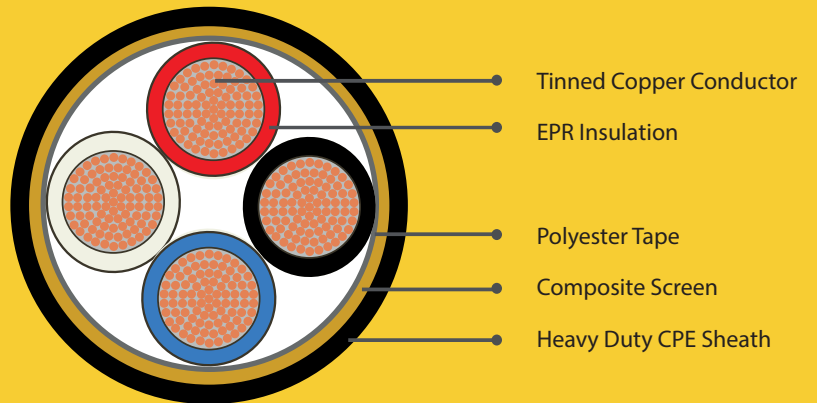 Tinned Copper Conductor
EPR Insulation
Polyester Tape
Composite Screen
Heavy Duty CPE Sheath